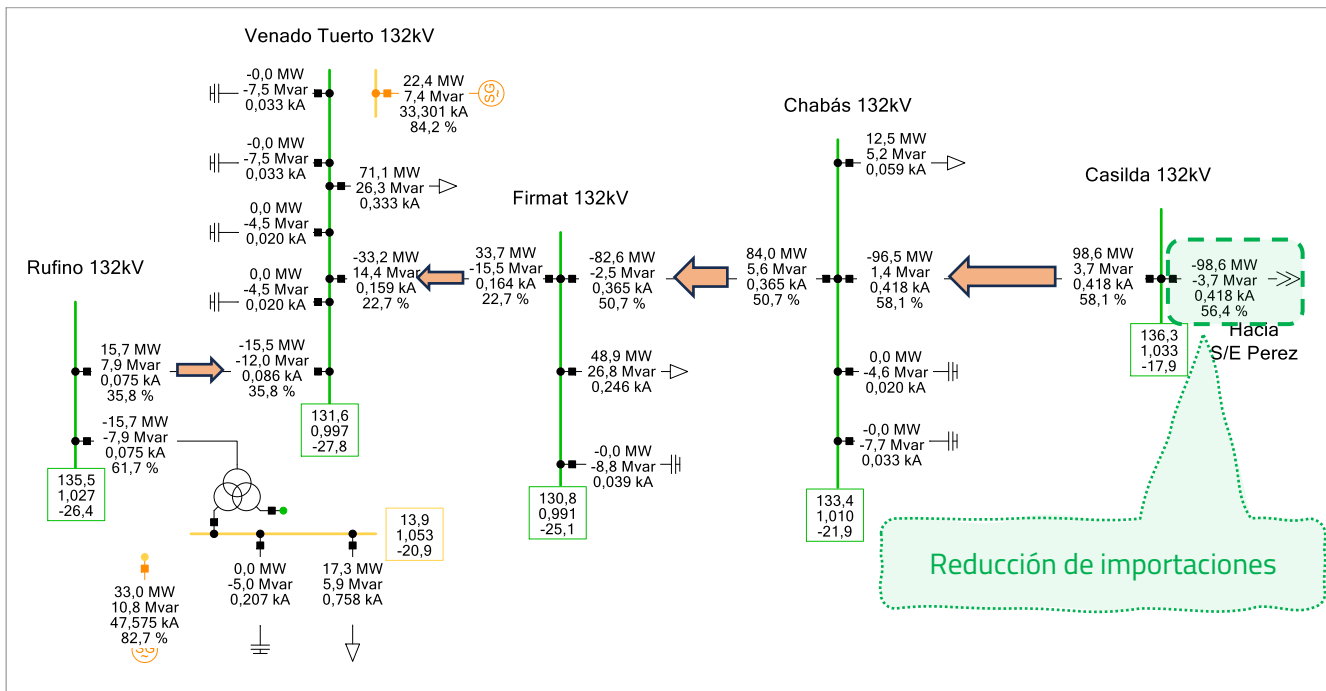 Venado Tuerto 132kV
-0,0 MW
-7,5 Mvar
0,033 kA
22,4 MW
7,4 Mvar
33,301 kA
84,2 %
SG
~
-0,0 MW
-7,5 Mvar
0,033 kA
71,1 MW
26,3 Mvar
0,333 kA
0,0 MW
-4,5 Mvar
0,020 kA
0,0 MW
-4,5 Mvar
0,020 kA
-33,2 MW
14,4 Mvar
0,159 kA
22,7 %
-15,5 MW
-12,0 Mvar
0,086 kA
35,8 %
131,6
0,997
-27,8
Rufino 132kV
15,7 MW
7,9 Mvar
0,075 kA
35,8 %
-15,7 MW
-7,9 Mvar
0,075 kA
61,7 %
135,5
1,027
-26,4
13,9
1,053
-20,9
33,0 MW
10,8 Mvar
47,575 kA
82,7 %
SG
~
0,0 MW
-5,0 Mvar
0,207 kA
17,3 MW
5,9 Mvar
0,758 kA
Firmat 132kV
33,7 MW
-15,5 Mvar
0,164 kA
22,7 %
-82,6 MW
-2,5 Mvar
0,365 kA
50,7 %
48,9 MW
26,8 Mvar
0,246 kA
-0,0 MW
-8,8 Mvar
0,039 kA
130,8
0,991
-25,1
Chabás 132kV
12,5 MW
5,2 Mvar
0,059 kA
84,0 MW
5,6 Mvar
0,365 kA
50,7 %
-96,5 MW
1,4 Mvar
0,418 kA
58,1 %
0,0 MW
-4,6 Mvar
0,020 kA
-0,0 MW
-7,7 Mvar
0,033 kA
133,4
1,010
-21,9
Casilda 132kV
98,6 MW
3,7 Mvar
0,418 kA
58,1 %
-98,6 MW
-3,7 Mvar
0,418 kA
56,4 %
Hacia
S/E Perez
136,3
1,033
-17,9
Reducción de importaciones